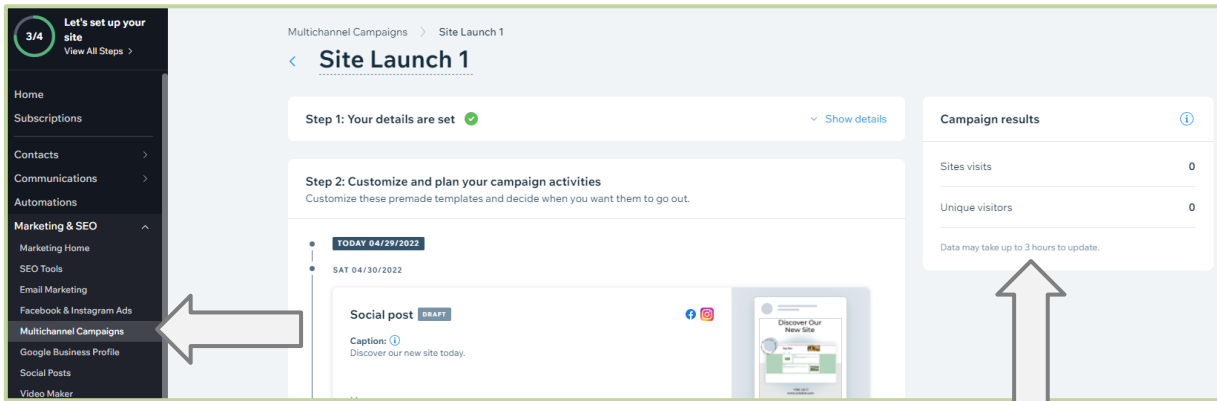 3/4
Let's set up your
site
View All Steps >
Home
Subscriptions
Contacts
Communications
Automations
Marketing & SEO
Marketing Home
SEO Tools
Email Marketing
Facebook & Instagram Ads
Multichannel Campaigns
Google Business Profile
Social Posts
Video Maker
Multichannel Campaigns > Site Launch 1
Site Launch 1
Step 1: Your details are set
Show details
Step 2: Customize and plan your campaign activities
Customize these premade templates and decide when you want them to go out.
TODAY 04/29/2022
SAT 04/30/2022
Social post DRAFT
Caption:
Discover our new site today.
Discover Our
New Site
Campaign results
Sites visits 0
Unique visitors 0
Data may take up to 3 hours to update.